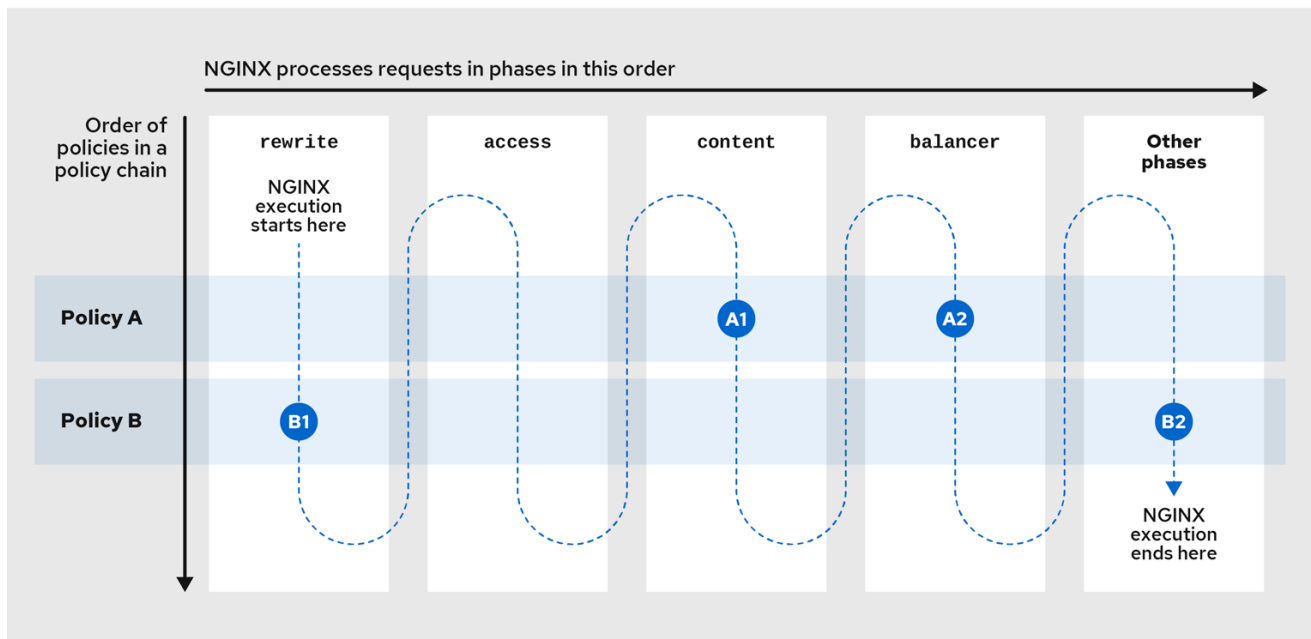 NGINX processes requests in phases in this order
Order of
policies in a
policy chain
rewrite
access
content
balancer
Other
phases
NGINX
execution
starts here
Policy A
A1
A2
Policy B
B1
B2
NGINX
execution
ends here